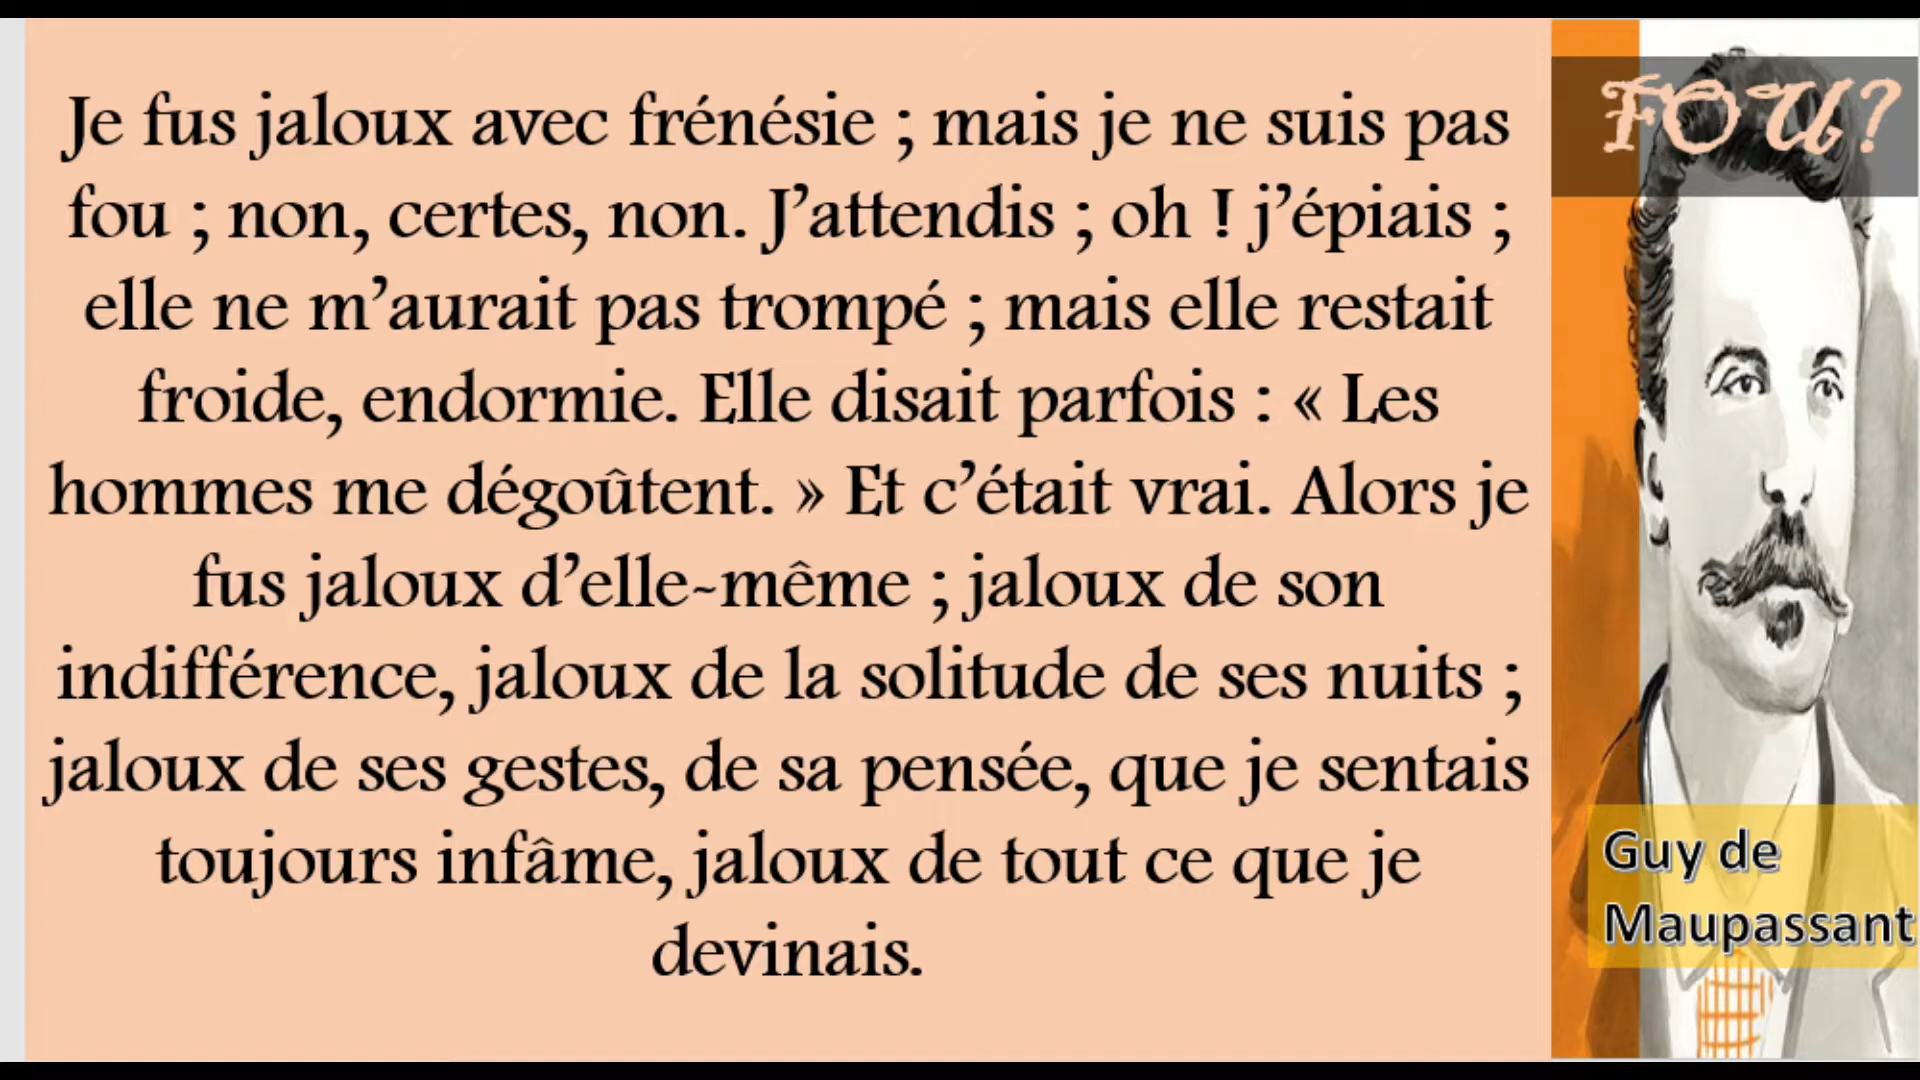 Je fus jaloux avec frénésie ; mais je ne suis pas
fou ; non, certes, non. J’attendis ; oh ! j’épiais ;
elle ne m’aurait pas trompé ; mais elle restait
froide, endormie. Elle disait parfois : « Les
hommes me dégoûtent. » Et c’était vrai. Alors je
fus jaloux d’elle-même ; jaloux de son
indifférence, jaloux de la solitude de ses nuits ;
jaloux de ses gestes, de sa pensée, que je sentais
toujours infâme, jaloux de tout ce que je
devinais.
FOU?
Guy de
Maupassant